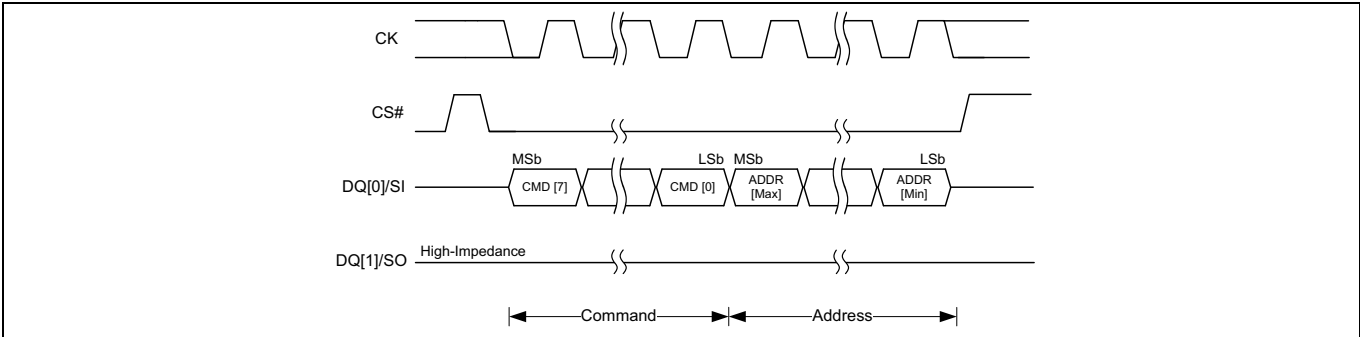 CK
CS#
MSb LSb MSb LSb
DQ[0]/SI CMD [7] CMD [0] ADDR [Max] ADDR [Min]
DQ[1]/SO High-Impedance
Command Address